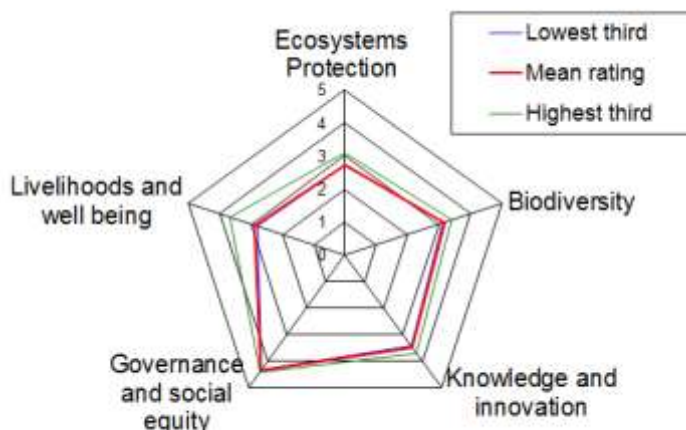 Ecosystems
Protection
Lowest third
Mean rating
Highest third
5
4
3
2
1
0
Livelihoods and
well being
Biodiversity
Governance
and social
equity
Knowledge and
innovation